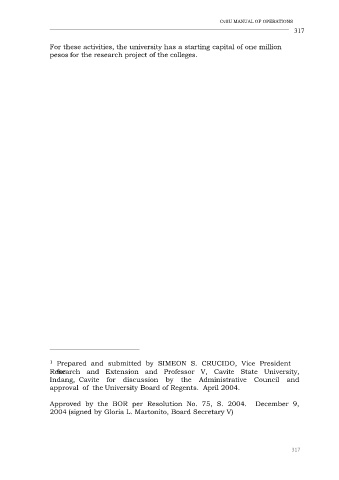 CvSU MANUAL OF OPERATIONS
317
For these activities, the university has a starting capital of one million
pesos for the research project of the colleges.
1 Prepared and submitted by SIMEON S. CRUCIDO, Vice President
for Research and Extension and Professor V, Cavite State University,
Indang, Cavite for discussion by the Administrative Council and
approval of the University Board of Regents. April 2004.
Approved by the BOR per Resolution No. 75, S. 2004. December 9,
2004 (signed by Gloria L. Martonito, Board Secretary V)
317